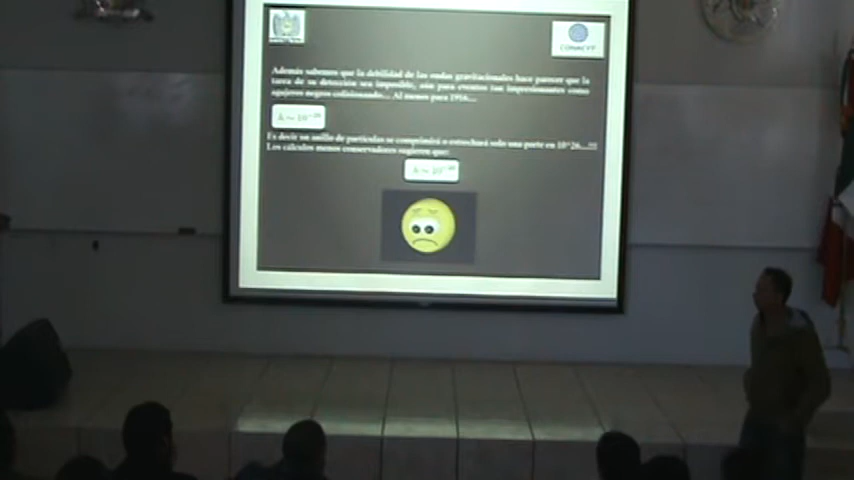 CONACYT
Además sabemos que la debilidad de las ondas gravitacionales hace parecer que la
tarea de su detección sea imposible, aún para eventos tan impresionantes como
agujeros negros colisionando... Al menos para 1916...
Es decir un anillo de partículas se comprimirá o estrechará solo una parte en 10^26...!!!
Los cálculos menos conservadores sugieren que: